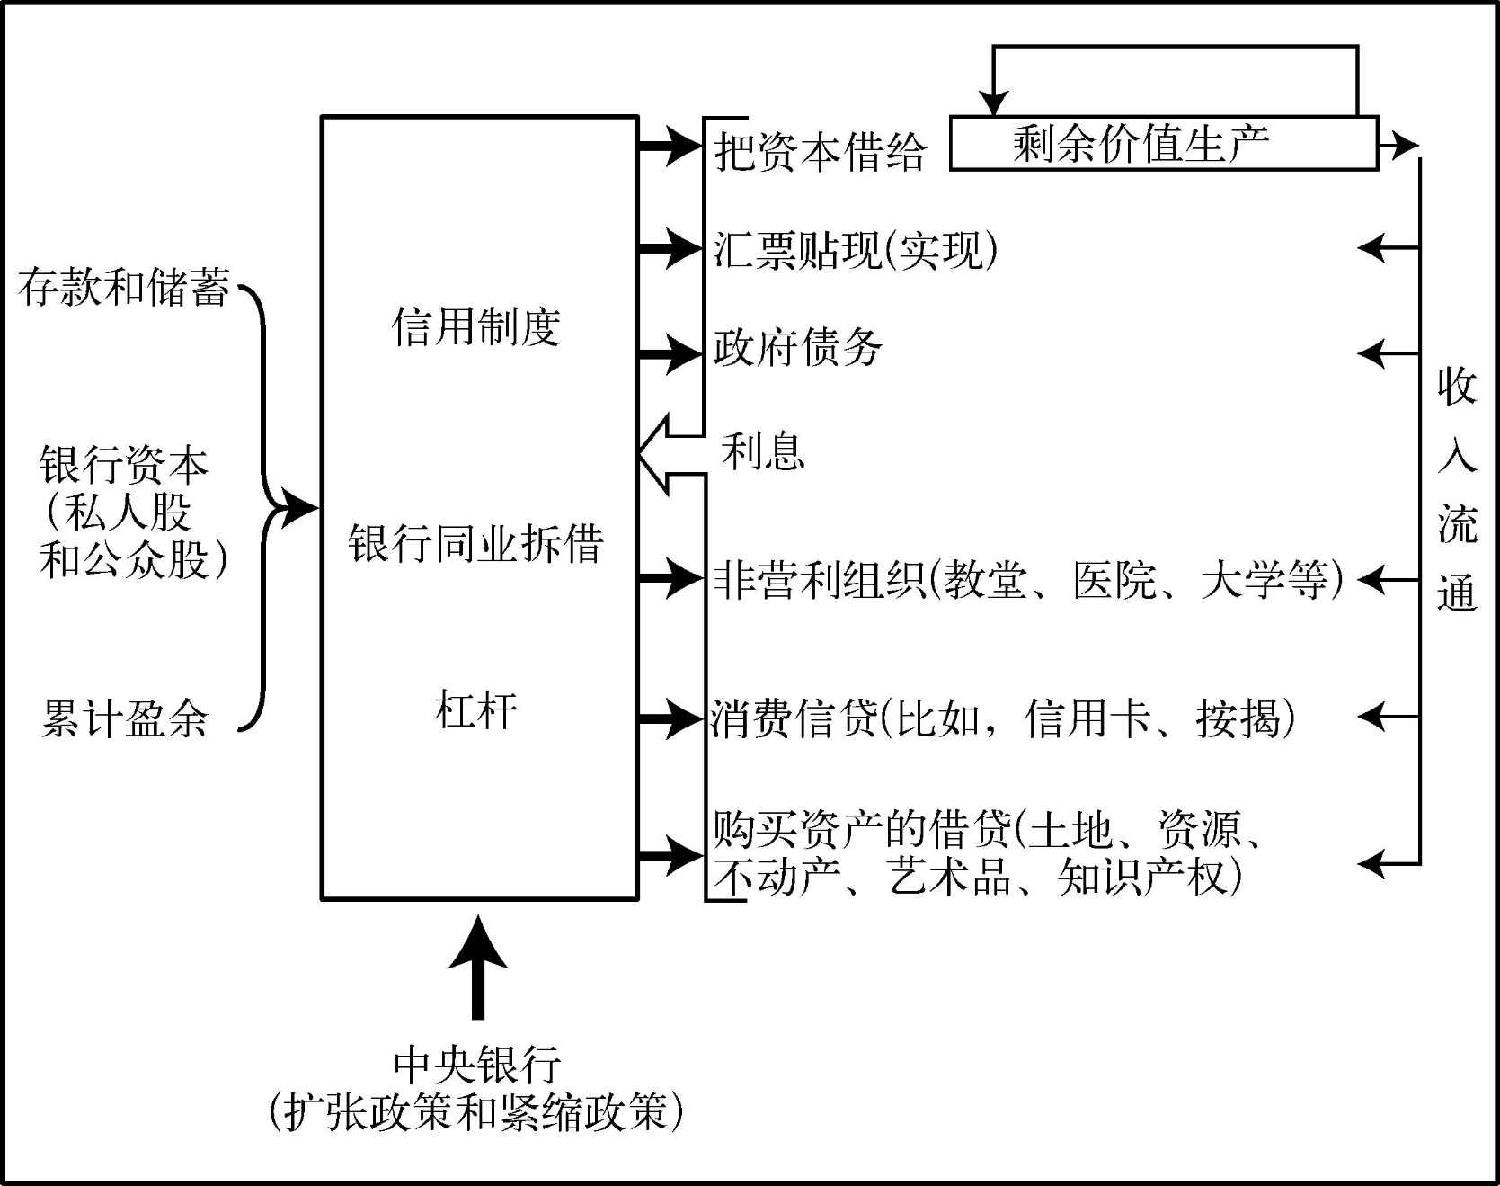 存款和储蓄
银行资本
（私人股
和公众股）
累计盈余
信用制度
银行同业拆借
杠杆
中央银行
(扩张政策和紧缩政策)
把资本借给
剩余价值生产
汇票贴现(实现)
政府债务
利息
非营利组织(教堂、医院、大学等)
消费信贷(比如，信用卡、按揭)
购买资产的借贷(土地、资源、
不动产、艺术品、知识产权)
收入流通